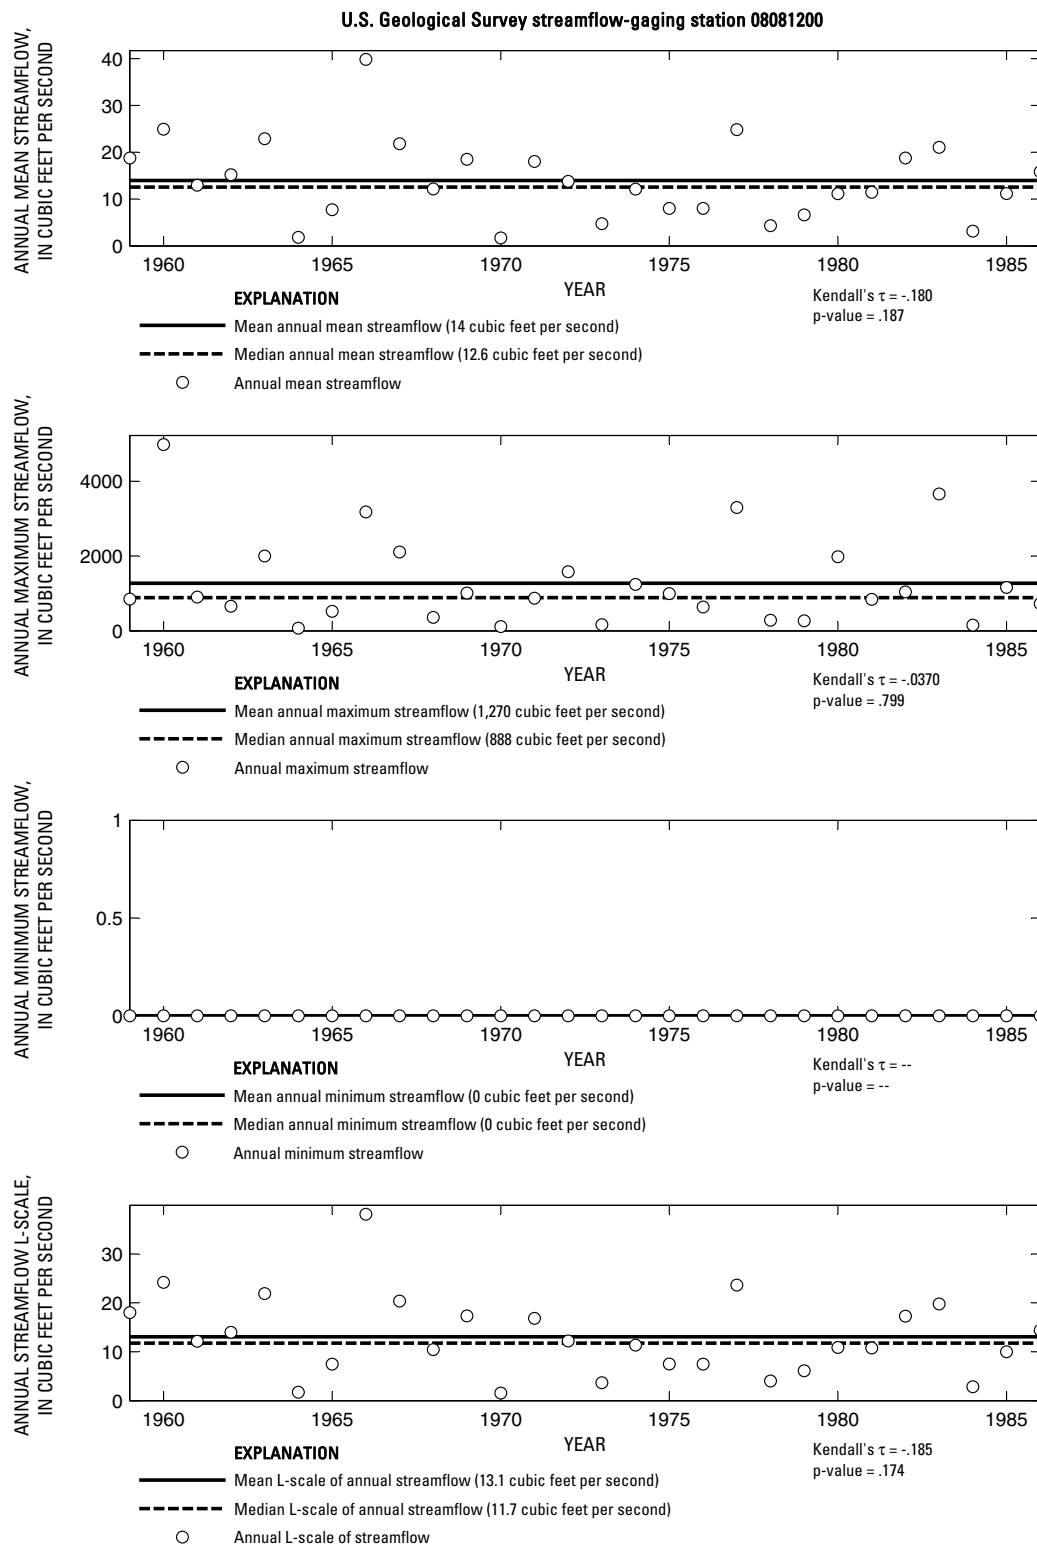 U.S. Geological Survey streamflow-gaging station 08081200
ANNUAL MEAN STREAMFLOW,
IN CUBIC FEET PER SECOND
40
30
20
10
0
1960 1965 1970 1975 1980 1985
YEAR
Kendall's τ = -.180
p-value = .187
EXPLANATION
Mean annual mean streamflow (14 cubic feet per second)
Median annual mean streamflow (12.6 cubic feet per second)
Annual mean streamflow
ANNUAL MAXIMUM STREAMFLOW,
IN CUBIC FEET PER SECOND
4000
2000
0
1960 1965 1970 1975 1980 1985
YEAR
Kendall's τ = -.0370
p-value = .799
EXPLANATION
Mean annual maximum streamflow (1,270 cubic feet per second)
Median annual maximum streamflow (888 cubic feet per second)
Annual maximum streamflow
ANNUAL MINIMUM STREAMFLOW,
IN CUBIC FEET PER SECOND
1
0.5
0
1960 1965 1970 1975 1980 1985
YEAR
Kendall's τ = --
p-value = --
EXPLANATION
Mean annual minimum streamflow (0 cubic feet per second)
Median annual minimum streamflow (0 cubic feet per second)
Annual minimum streamflow
ANNUAL STREAMFLOW L-SCALE,
IN CUBIC FEET PER SECOND
30
20
10
0
1960 1965 1970 1975 1980 1985
YEAR
Kendall's τ = -.185
p-value = .174
EXPLANATION
Mean L-scale of annual streamflow (13.1 cubic feet per second)
Median L-scale of annual streamflow (11.7 cubic feet per second)
Annual L-scale of streamflow